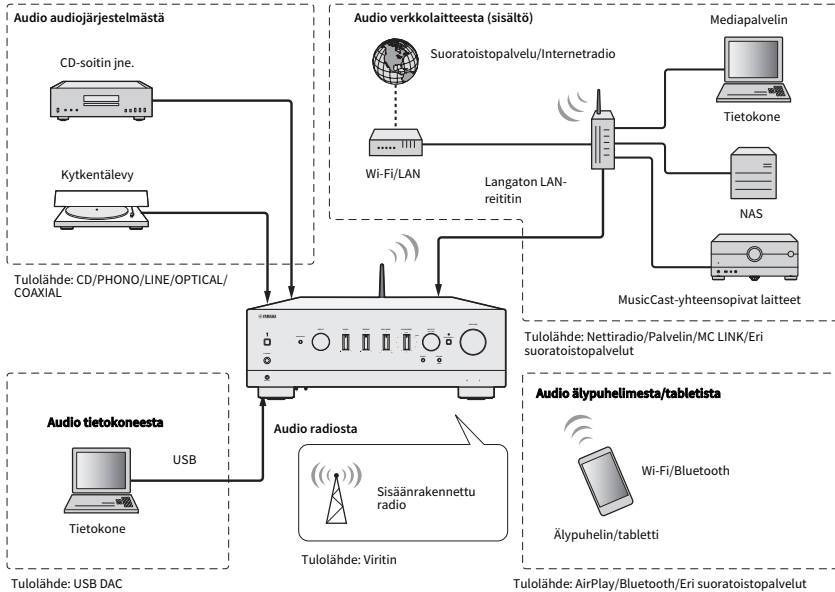 Audio audiojärjestelmästä
CD-soitin jne.
Kytkentälevy
Tulolähde: CD/PHONO/LINE/OPTICAL/
COAXIAL
Audio verkkolaitteesta (sisältö)
Suoratoistopalvelu/Internetradio
Wi-Fi/LAN
Langaton LAN-
reititin
Mediapalvelin
Tietokone
NAS
MusicCast-yhteensopivat laitteet
Tulolähde: Nettiradio/Palvelin/MC LINK/Eri
suoratoistopalvelut
YAMAHA
Audio tietokoneesta
USB
Tietokone
Tulolähde: USB DAC
Audio radiosta
Sisäänrakennettu
radio
Tulolähde: Viritin
Audio älypuhelimesta/tabletista
Wi-Fi/Bluetooth
Älypuhelin/tabletti
Tulolähde: AirPlay/Bluetooth/Eri suoratoistopalvelut